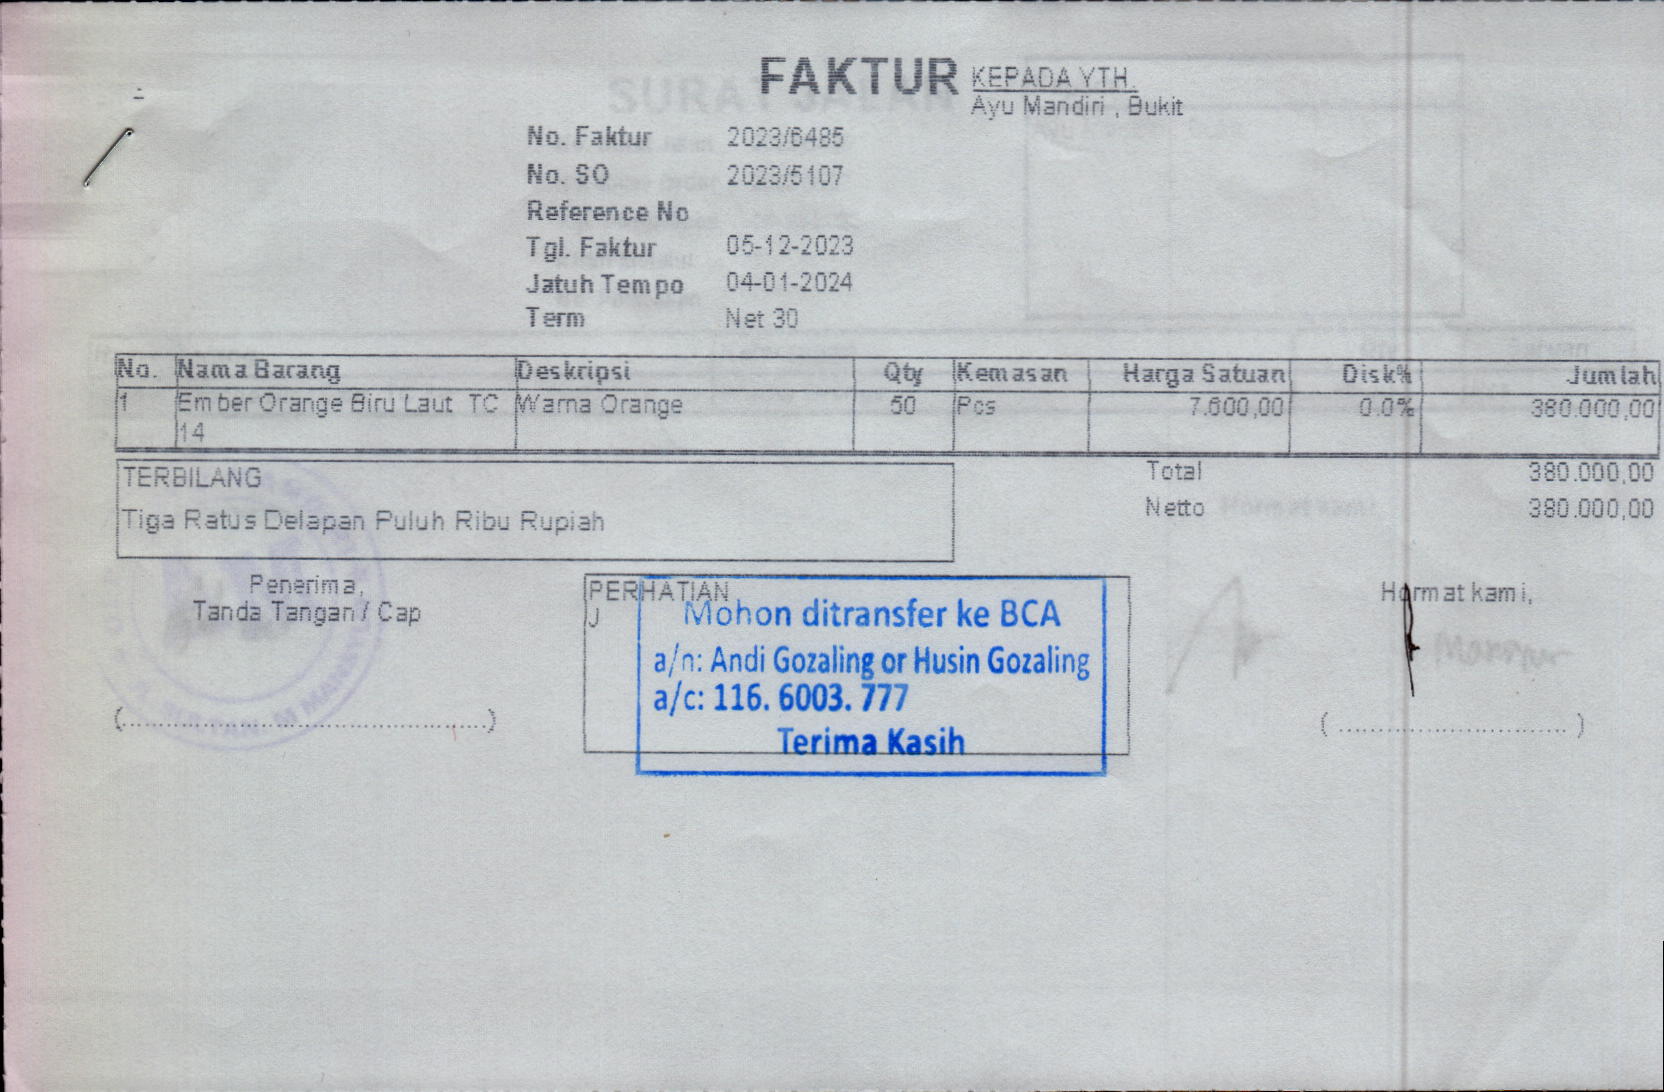 FAKTUR
KEPADA YTH.
Ayu Mandiri , Bukit
No. Faktur 2023/6485
No. SO 2023/5107
Reference No
Tgl. Faktur 05-12-2023
Jatuh Tempo 04-01-2024
Term Net 30
No. Nama Barang Deskripsi Qty Kemasan Harga Satuan Disk% Jumlah
1 Ember Orange Biru Laut TC Warna Orange 50 Pcs 7.600,00 0.0% 380.000,00
14
TERBILANG
Tiga Ratus Delapan Puluh Ribu Rupiah
Total 380.000,00
Netto 380.000,00
Penerima,
Tanda Tangan / Cap
(....................................)
PERHATIAN
J
Mohon ditransfer ke BCA
a/n: Andi Gozaling or Husin Gozaling
a/c: 116. 6003. 777
Terima Kasih
Hormat kami,
(...........................)
SURAT JALAN
Hormat kami,